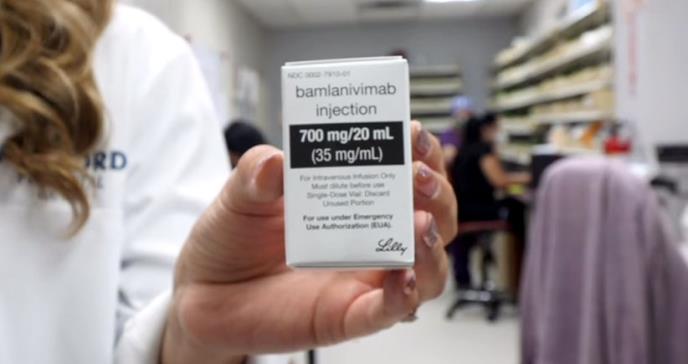 NDC 0002-7910-01
bamlanivimab
injection
700 mg/20 mL
(35 mg/mL)
For Intravenous Infusion Only
Must dilute before use
Single-Dose Vial: Discard
Unused Portion
For use under Emergency
Use Authorization (EUA).
Lilly